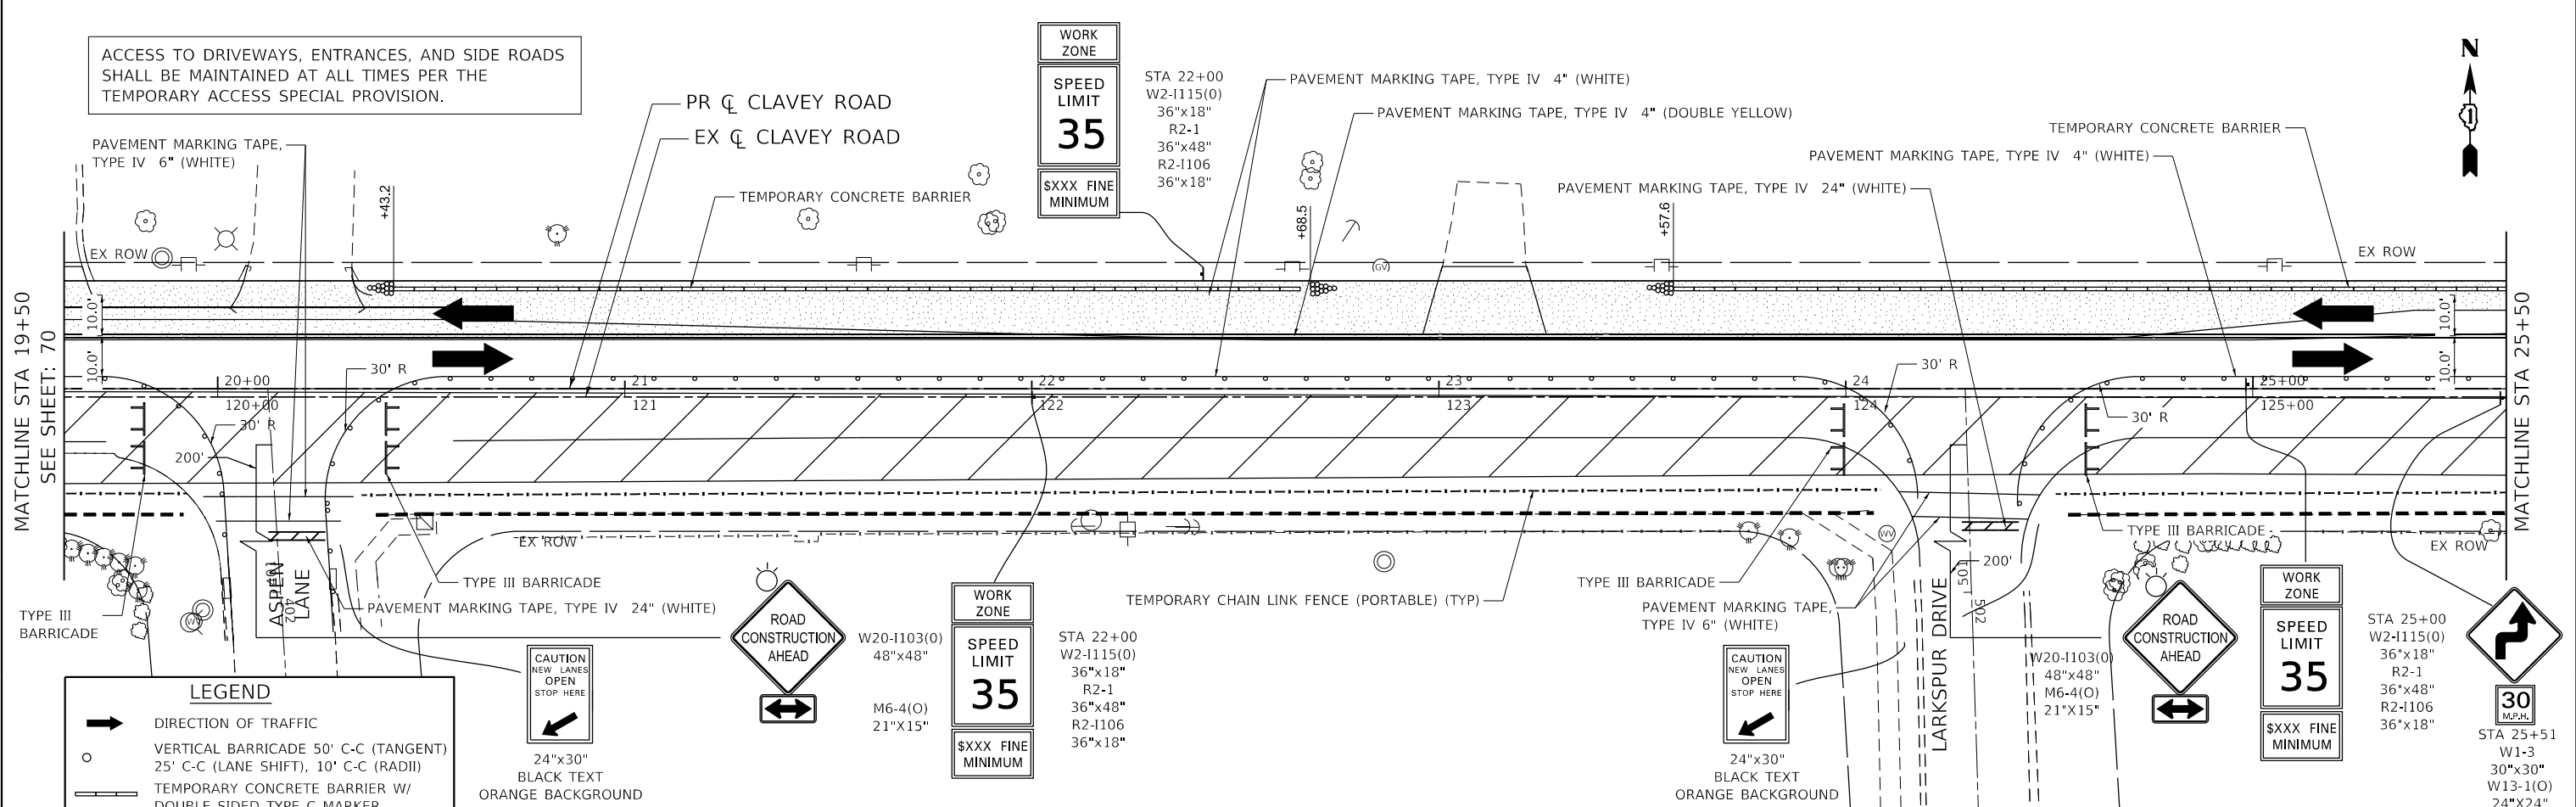 ACCESS TO DRIVEWAYS, ENTRANCES, AND SIDE ROADS
SHALL BE MAINTAINED AT ALL TIMES PER THE
TEMPORARY ACCESS SPECIAL PROVISION.
PAVEMENT MARKING TAPE,
TYPE IV 6" (WHITE)
PR ℄ CLAVEY ROAD
EX ℄ CLAVEY ROAD
TEMPORARY CONCRETE BARRIER
WORK
ZONE
SPEED
LIMIT
35
$XXX FINE
MINIMUM
STA 22+00
W2-I115(0)
36"x18"
R2-1
36"x48"
R2-I106
36"x18"
PAVEMENT MARKING TAPE, TYPE IV 4" (WHITE)
PAVEMENT MARKING TAPE, TYPE IV 4" (DOUBLE YELLOW)
TEMPORARY CONCRETE BARRIER
PAVEMENT MARKING TAPE, TYPE IV 4" (WHITE)
PAVEMENT MARKING TAPE, TYPE IV 24" (WHITE)
N
+43.2
+68.5
+57.6
EX ROW
(GV)
EX ROW
MATCHLINE STA 19+50
SEE SHEET: 70
10.0'
10.0'
10.0'
10.0'
MATCHLINE STA 25+50
20+00
21
22
23
24
25+00
120+00
121
122
123
124
125+00
30' R
30' R
30' R
30' R
200'
200'
EX ROW
EX ROW
WV
WV
ASPEN
LANE
401
402
LARKSPUR DRIVE
501
502
TYPE III
BARRICADE
TYPE III BARRICADE
PAVEMENT MARKING TAPE, TYPE IV 24" (WHITE)
TEMPORARY CHAIN LINK FENCE (PORTABLE) (TYP)
TYPE III BARRICADE
PAVEMENT MARKING TAPE,
TYPE IV 6" (WHITE)
TYPE III BARRICADE
CAUTION
NEW LANES
OPEN
STOP HERE
24"x30"
BLACK TEXT
ORANGE BACKGROUND
ROAD
CONSTRUCTION
AHEAD
W20-I103(0)
48"x48"
M6-4(O)
21"X15"
WORK
ZONE
SPEED
LIMIT
35
$XXX FINE
MINIMUM
STA 22+00
W2-I115(0)
36"x18"
R2-1
36"x48"
R2-I106
36"x18"
CAUTION
NEW LANES
OPEN
STOP HERE
24"x30"
BLACK TEXT
ORANGE BACKGROUND
W20-I103(0)
48"x48"
M6-4(O)
21"X15"
ROAD
CONSTRUCTION
AHEAD
WORK
ZONE
SPEED
LIMIT
35
$XXX FINE
MINIMUM
STA 25+00
W2-I115(0)
36"x18"
R2-1
36"x48"
R2-I106
36"x18"
30
M.P.H.
STA 25+51
W1-3
30"x30"
W13-1(O)
24"X24"
LEGEND
DIRECTION OF TRAFFIC
VERTICAL BARRICADE 50' C-C (TANGENT)
25' C-C (LANE SHIFT), 10' C-C (RADII)
TEMPORARY CONCRETE BARRIER W/
DOUBLE SIDED TYPE C MARKER